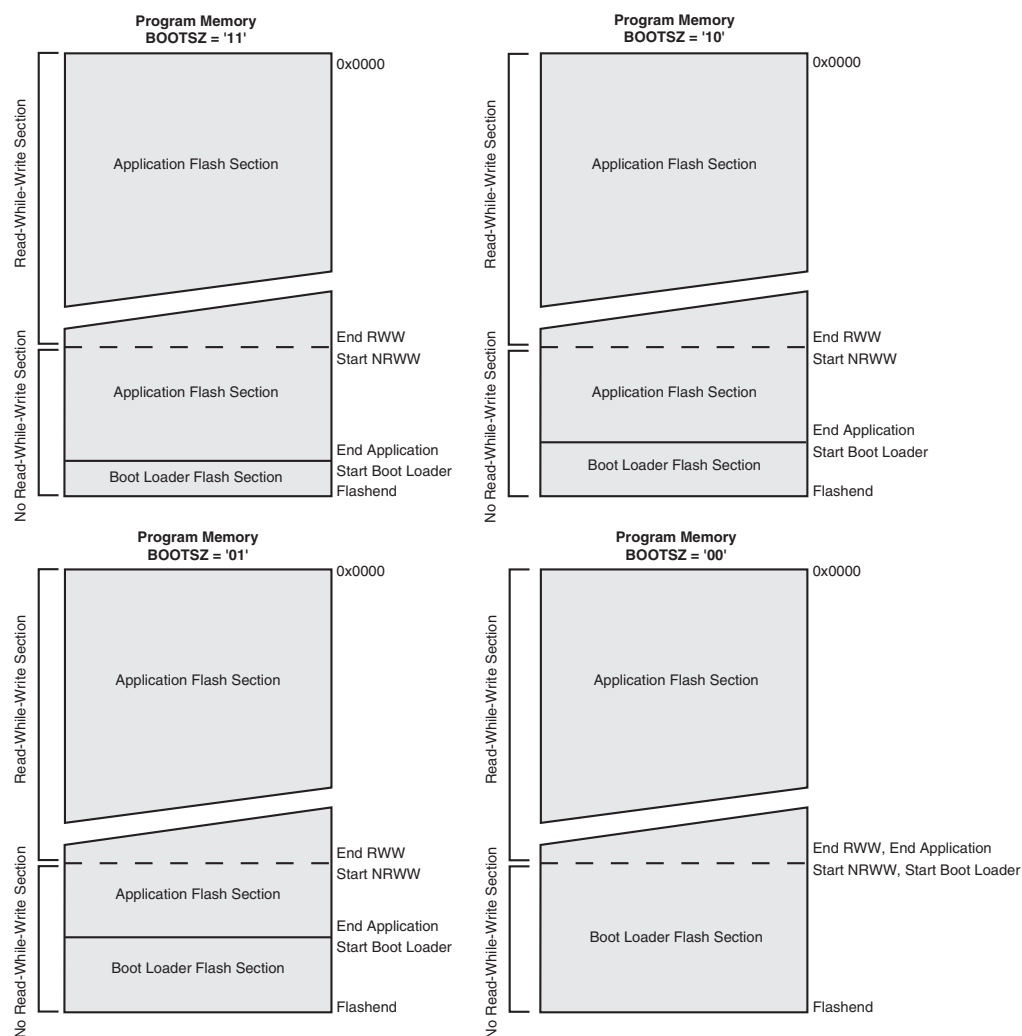 Program Memory
BOOTSZ = '11'
0x0000
Read-While-Write Section
Application Flash Section
End RWW
Start NRWW
No Read-While-Write Section
Application Flash Section
End Application
Start Boot Loader
Boot Loader Flash Section
Flashend
Program Memory
BOOTSZ = '10'
0x0000
Read-While-Write Section
Application Flash Section
End RWW
Start NRWW
No Read-While-Write Section
Application Flash Section
End Application
Start Boot Loader
Boot Loader Flash Section
Flashend
Program Memory
BOOTSZ = '01'
0x0000
Read-While-Write Section
Application Flash Section
End RWW
Start NRWW
No Read-While-Write Section
Application Flash Section
End Application
Start Boot Loader
Boot Loader Flash Section
Flashend
Program Memory
BOOTSZ = '00'
0x0000
Read-While-Write Section
Application Flash Section
End RWW, End Application
Start NRWW, Start Boot Loader
No Read-While-Write Section
Boot Loader Flash Section
Flashend